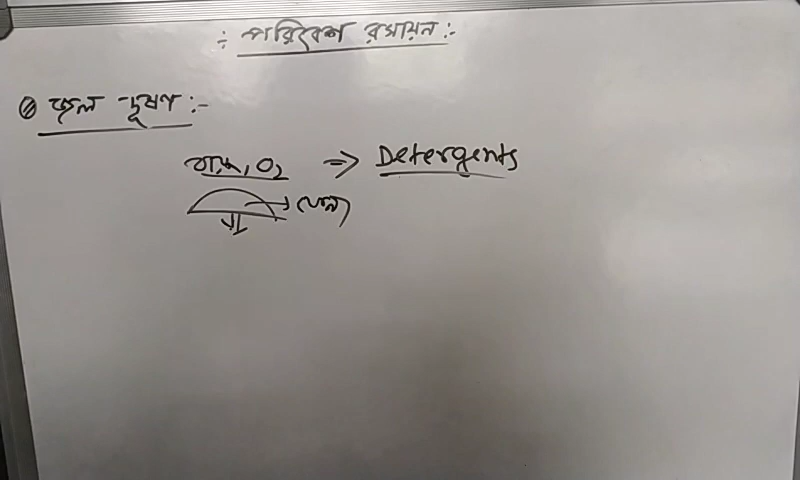 ÷ পরিবেশ রসায়ন :-
জল দূষণ :-
বায়ু, O₂ ⇒ Detergents
ফেনা